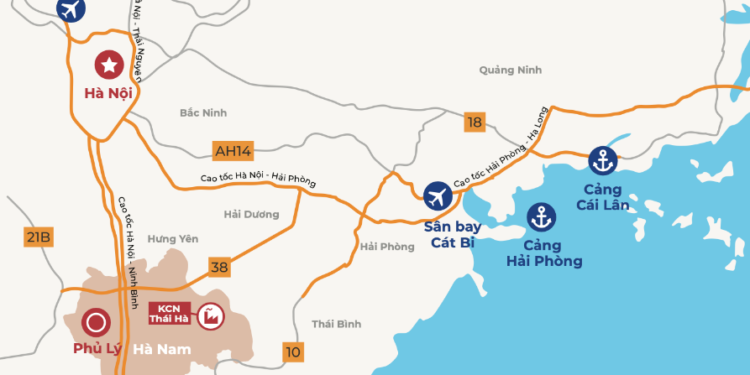 Hà Nội - Thái Nguyên
Quảng Ninh
Hà Nội
Bắc Ninh
18
Cao tốc Hải Phòng - Hạ Long
AH14
Cao tốc Hà Nội - Hải Phòng
Cảng
Cái Lân
Cao tốc Hà Nội - Ninh Bình
Hải Dương
Sân bay
Cát Bi
21B
Hưng Yên
Hải Phòng
Cảng
Hải Phòng
38
KCN
Thái Hà
Thái Bình
Phủ Lý
Hà Nam
10